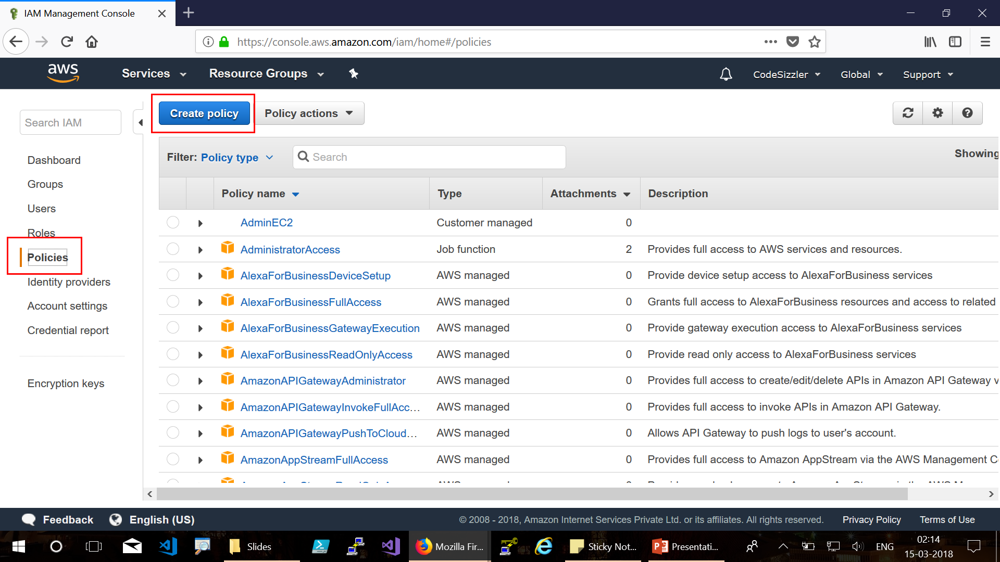 IAM Management Console
https://console.aws.amazon.com/iam/home#/policies
aws Services Resource Groups CodeSizzler Global Support
Search IAM
Dashboard
Groups
Users
Roles
Policies
Identity providers
Account settings
Credential report
Encryption keys
Create policy Policy actions
Filter: Policy type Search Showing
Policy name Type Attachments Description
AdminEC2 Customer managed 0
AdministratorAccess Job function 2 Provides full access to AWS services and resources.
AlexaForBusinessDeviceSetup AWS managed 0 Provide device setup access to AlexaForBusiness services
AlexaForBusinessFullAccess AWS managed 0 Grants full access to AlexaForBusiness resources and access to related
AlexaForBusinessGatewayExecution AWS managed 0 Provide gateway execution access to AlexaForBusiness services
AlexaForBusinessReadOnlyAccess AWS managed 0 Provide read only access to AlexaForBusiness services
AmazonAPIGatewayAdministrator AWS managed 0 Provides full access to create/edit/delete APIs in Amazon API Gateway v
AmazonAPIGatewayInvokeFullAcc... AWS managed 0 Provides full access to invoke APIs in Amazon API Gateway.
AmazonAPIGatewayPushToCloud... AWS managed 0 Allows API Gateway to push logs to user's account.
AmazonAppStreamFullAccess AWS managed 0 Provides full access to Amazon AppStream via the AWS Management C
Feedback English (US) © 2008 - 2018, Amazon Internet Services Private Ltd. or its affiliates. All rights reserved. Privacy Policy Terms of Use
Slides Mozilla Fir... Sticky Not... Presentati... ENG 02:14
15-03-2018